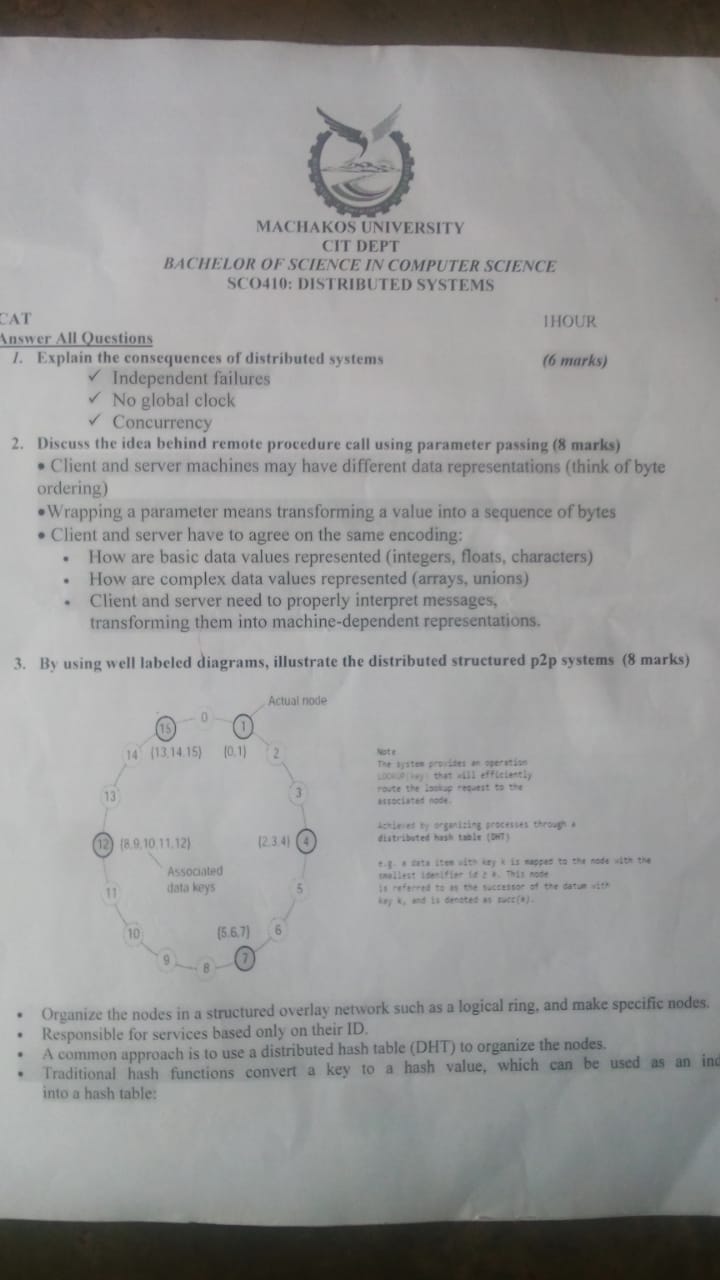 MACHAKOS UNIVERSITY
CIT DEPT
BACHELOR OF SCIENCE IN COMPUTER SCIENCE
SCO410: DISTRIBUTED SYSTEMS
CAT 1HOUR
Answer All Questions
1. Explain the consequences of distributed systems (6 marks)
✓ Independent failures
✓ No global clock
✓ Concurrency
2. Discuss the idea behind remote procedure call using parameter passing (8 marks)
• Client and server machines may have different data representations (think of byte
ordering)
•Wrapping a parameter means transforming a value into a sequence of bytes
• Client and server have to agree on the same encoding:
• How are basic data values represented (integers, floats, characters)
• How are complex data values represented (arrays, unions)
• Client and server need to properly interpret messages,
transforming them into machine-dependent representations.
3. By using well labeled diagrams, illustrate the distributed structured p2p systems (8 marks)
Actual node
15 0 1
14 {13,14,15} {0,1} 2
13 3
12 {8,9,10,11,12} {2,3,4} 4
Associated
data keys
11 5
10 {5,6,7} 6
9 8 7
Note
The system provides an operation
LOOKUP(key) that will efficiently
route the lookup request to the
associated node.
Achieved by organizing processes through a
distributed hash table (DHT)
e.g. a data item with key k is mapped to the node with the
smallest idenifier id ≥ k. This node
is referred to as the successor of the datum with
key k, and is denoted as succ(k).
• Organize the nodes in a structured overlay network such as a logical ring, and make specific nodes.
• Responsible for services based only on their ID.
• A common approach is to use a distributed hash table (DHT) to organize the nodes.
• Traditional hash functions convert a key to a hash value, which can be used as an
into a hash table: